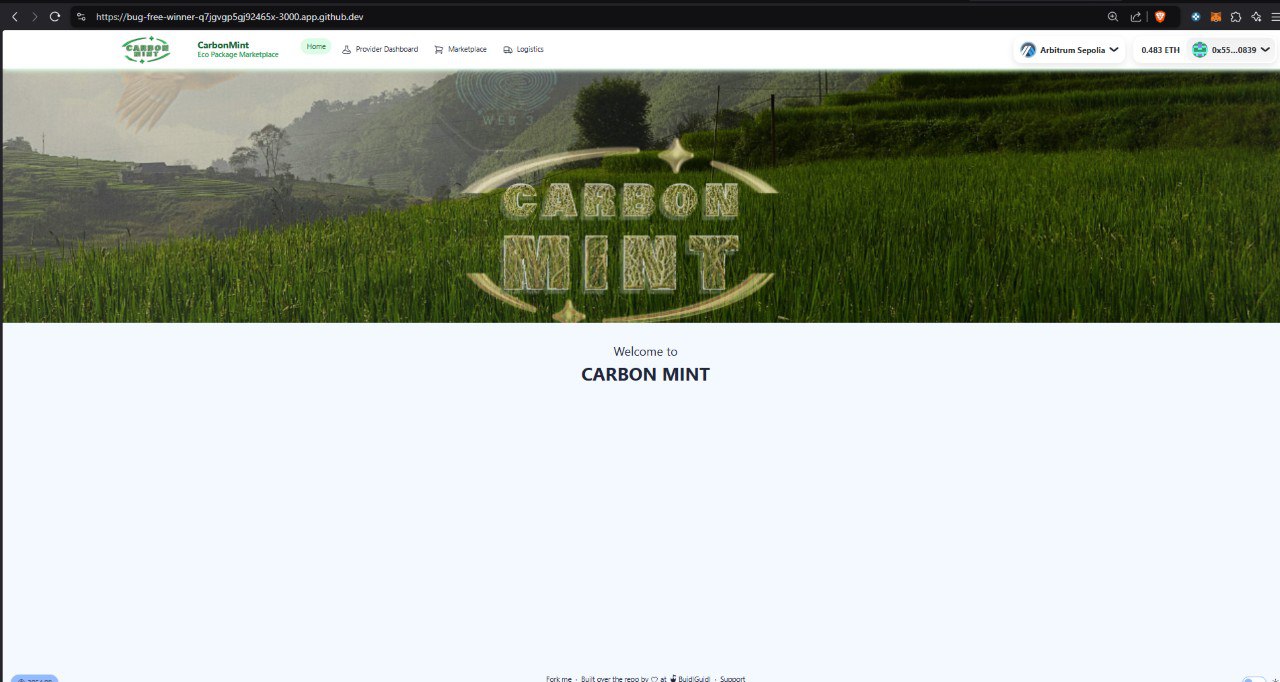 https://bug-free-winner-q7jgvgp5gj92465x-3000.app.github.dev
CARBON
MINT
CarbonMint
Eco Package Marketplace
Home
Provider Dashboard
Marketplace
Logistics
Arbitrum Sepolia
0.483 ETH
0x55...0839
WEB 3
CARBON
MINT
Welcome to
CARBON MINT
Fork me · Built over the repo by ♡ at BuidlGuidl · Support